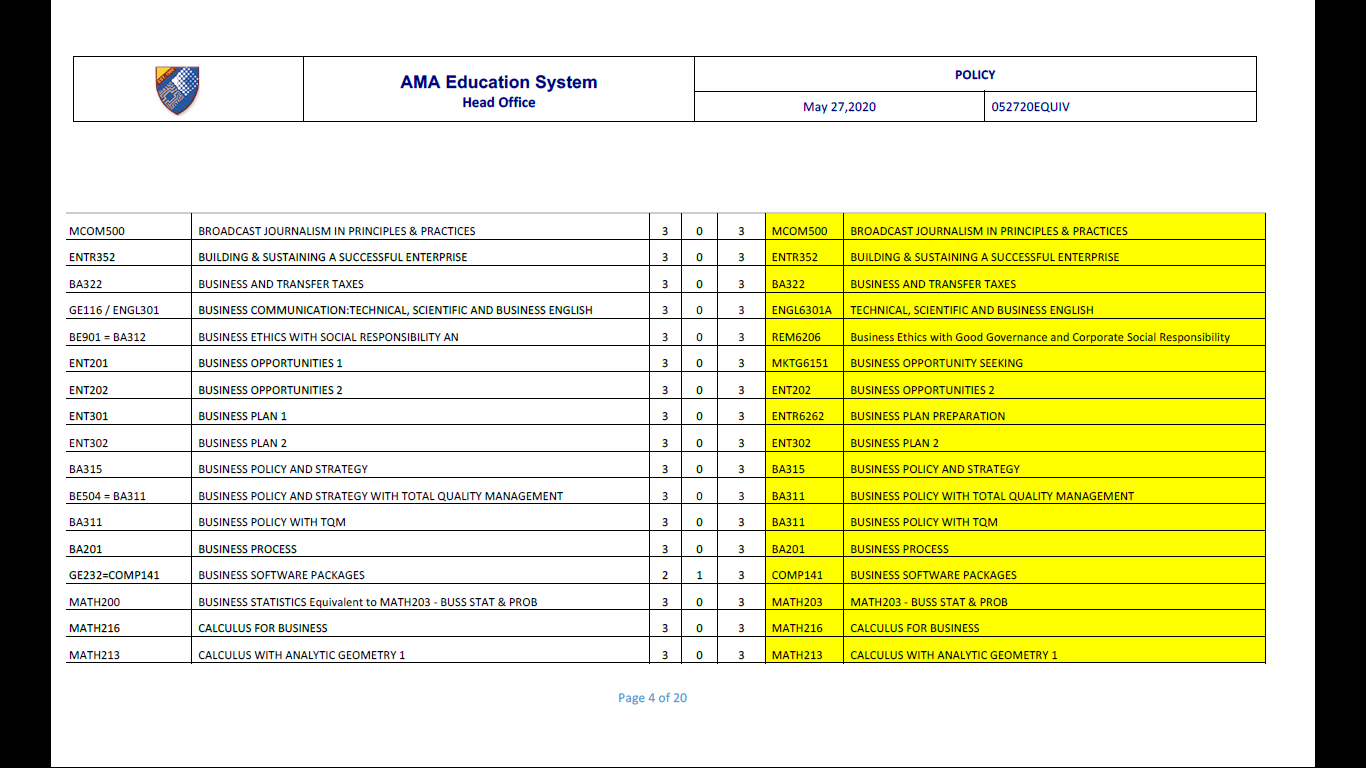 AMA Education System
Head Office
POLICY
May 27,2020 052720EQUIV
MCOM500 BROADCAST JOURNALISM IN PRINCIPLES & PRACTICES 3 0 3 MCOM500 BROADCAST JOURNALISM IN PRINCIPLES & PRACTICES
ENTR352 BUILDING & SUSTAINING A SUCCESSFUL ENTERPRISE 3 0 3 ENTR352 BUILDING & SUSTAINING A SUCCESSFUL ENTERPRISE
BA322 BUSINESS AND TRANSFER TAXES 3 0 3 BA322 BUSINESS AND TRANSFER TAXES
GE116 / ENGL301 BUSINESS COMMUNICATION:TECHNICAL, SCIENTIFIC AND BUSINESS ENGLISH 3 0 3 ENGL6301A TECHNICAL, SCIENTIFIC AND BUSINESS ENGLISH
BE901 = BA312 BUSINESS ETHICS WITH SOCIAL RESPONSIBILITY AN 3 0 3 REM6206 Business Ethics with Good Governance and Corporate Social Responsibility
ENT201 BUSINESS OPPORTUNITIES 1 3 0 3 MKTG6151 BUSINESS OPPORTUNITY SEEKING
ENT202 BUSINESS OPPORTUNITIES 2 3 0 3 ENT202 BUSINESS OPPORTUNITIES 2
ENT301 BUSINESS PLAN 1 3 0 3 ENTR6262 BUSINESS PLAN PREPARATION
ENT302 BUSINESS PLAN 2 3 0 3 ENT302 BUSINESS PLAN 2
BA315 BUSINESS POLICY AND STRATEGY 3 0 3 BA315 BUSINESS POLICY AND STRATEGY
BE504 = BA311 BUSINESS POLICY AND STRATEGY WITH TOTAL QUALITY MANAGEMENT 3 0 3 BA311 BUSINESS POLICY WITH TOTAL QUALITY MANAGEMENT
BA311 BUSINESS POLICY WITH TQM 3 0 3 BA311 BUSINESS POLICY WITH TQM
BA201 BUSINESS PROCESS 3 0 3 BA201 BUSINESS PROCESS
GE232=COMP141 BUSINESS SOFTWARE PACKAGES 2 1 3 COMP141 BUSINESS SOFTWARE PACKAGES
MATH200 BUSINESS STATISTICS Equivalent to MATH203 - BUSS STAT & PROB 3 0 3 MATH203 MATH203 - BUSS STAT & PROB
MATH216 CALCULUS FOR BUSINESS 3 0 3 MATH216 CALCULUS FOR BUSINESS
MATH213 CALCULUS WITH ANALYTIC GEOMETRY 1 3 0 3 MATH213 CALCULUS WITH ANALYTIC GEOMETRY 1
Page 4 of 20